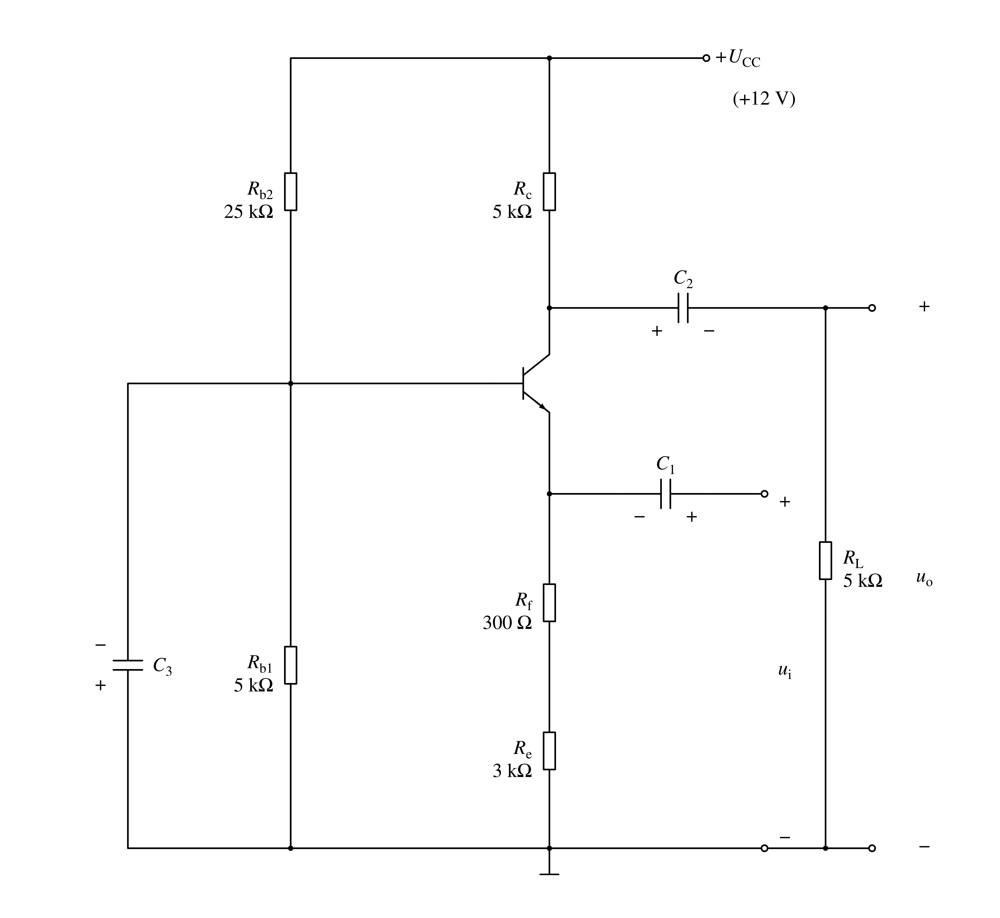 +U_CC
(+12 V)
R_b2
25 kΩ
R_c
5 kΩ
C_2
+
+ −
C_1
+
− +
R_L
5 kΩ
u_o
R_f
300 Ω
−
C_3
+
R_b1
5 kΩ
u_i
R_e
3 kΩ
−
−